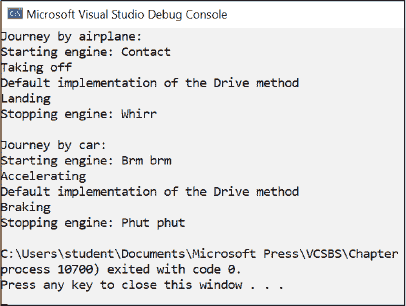 Microsoft Visual Studio Debug Console
Journey by airplane:
Starting engine: Contact
Taking off
Default implementation of the Drive method
Landing
Stopping engine: Whirr
Journey by car:
Starting engine: Brm brm
Accelerating
Default implementation of the Drive method
Braking
Stopping engine: Phut phut
C:\Users\student\Documents\Microsoft Press\VCSBS\Chapter
process 10700) exited with code 0.
Press any key to close this window . . .